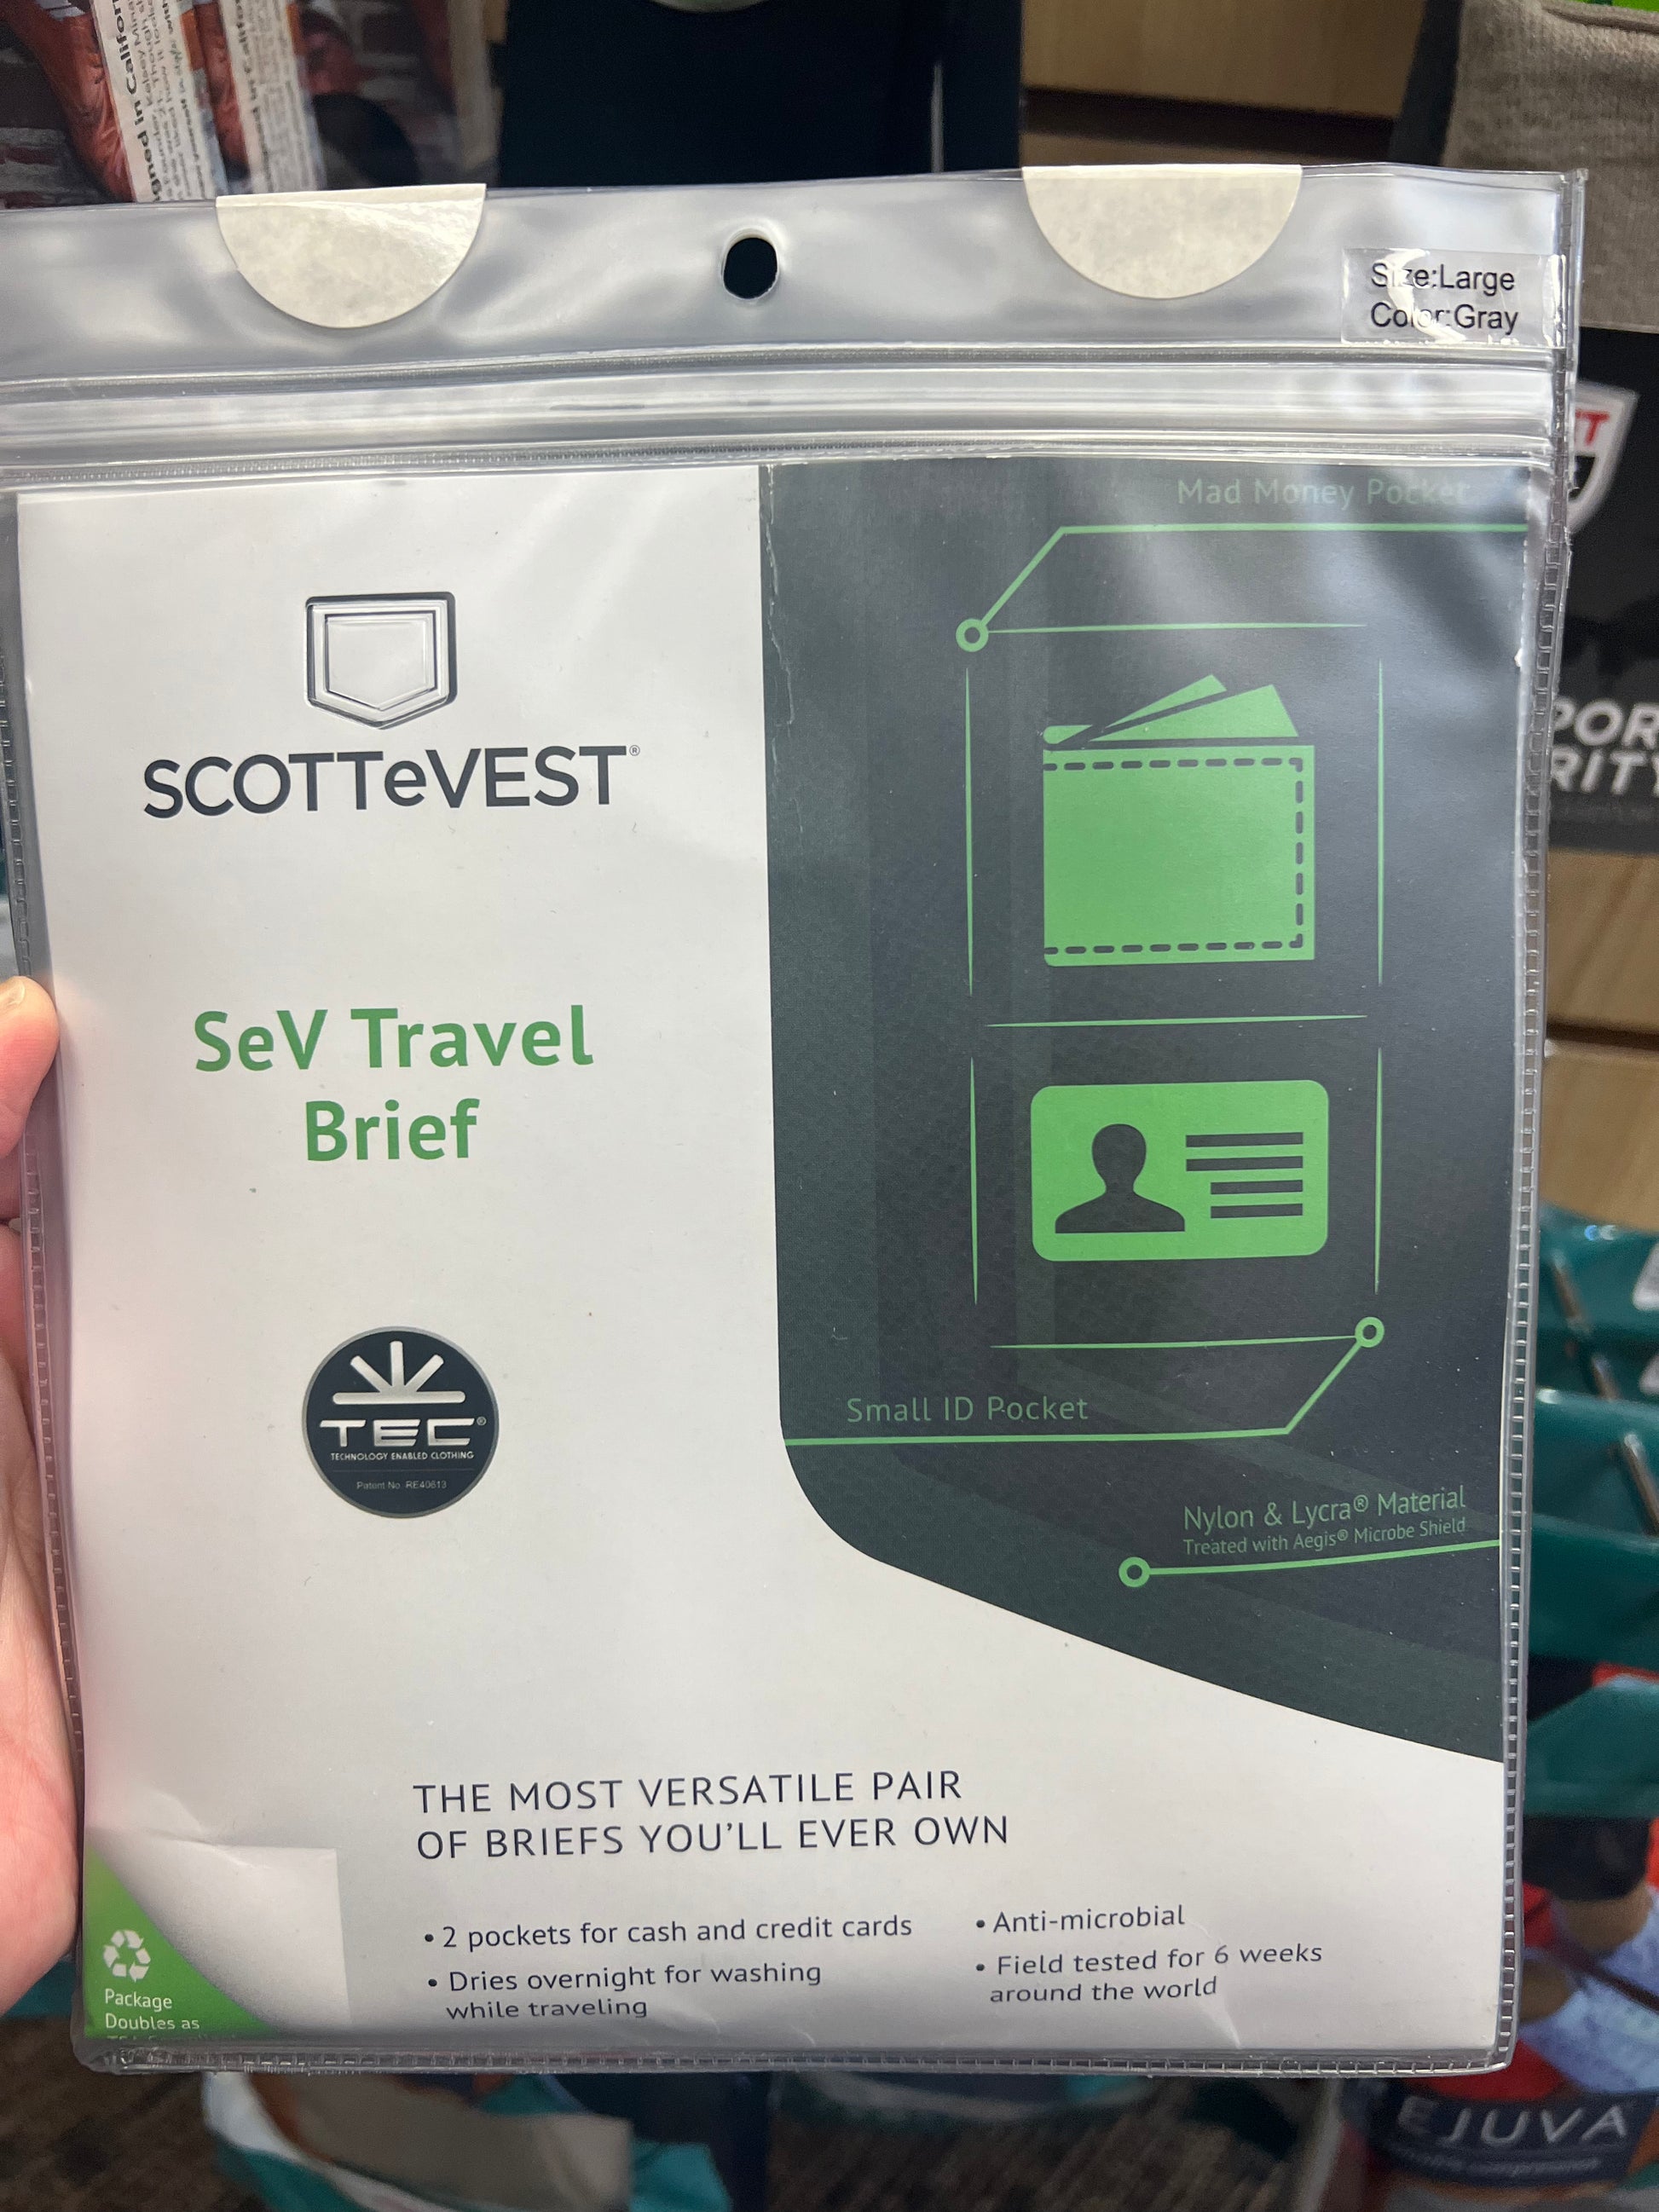 Size:Large
Color:Gray
Mad Money Pocket
SCOTTeVEST®
SeV Travel
Brief
TEC®
TECHNOLOGY ENABLED CLOTHING
Patent No. RE40613
Small ID Pocket
Nylon & Lycra® Material
Treated with Aegis® Microbe Shield
THE MOST VERSATILE PAIR
OF BRIEFS YOU'LL EVER OWN
• 2 pockets for cash and credit cards
• Dries overnight for washing
while traveling
• Anti-microbial
• Field tested for 6 weeks
around the world
Package
Doubles as
EJUVA